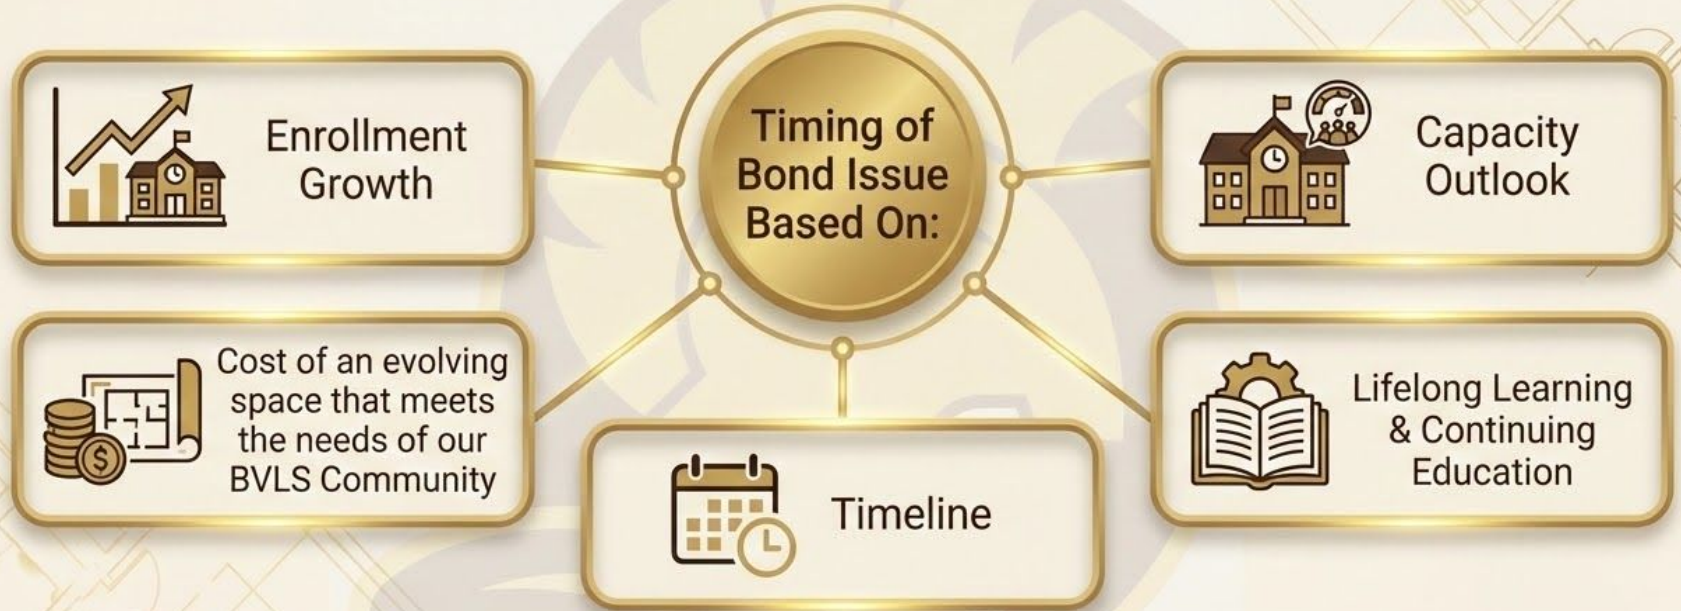 Timing of
Bond Issue
Based On:
Enrollment
Growth
Capacity
Outlook
Cost of an evolving
space that meets
the needs of our
BVLS Community
$
Timeline
Lifelong Learning
& Continuing
Education